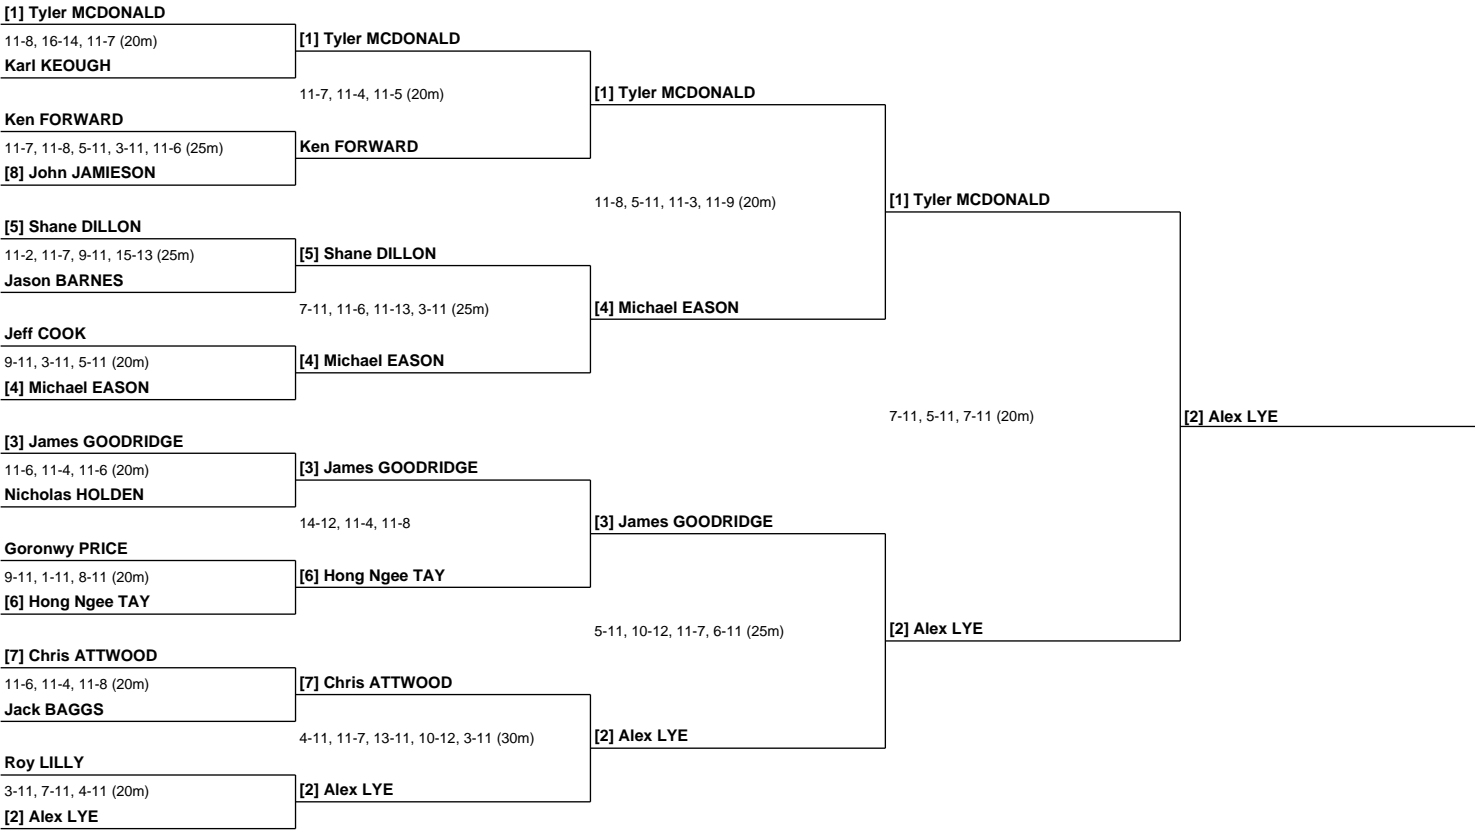 [1] Tyler MCDONALD
11-8, 16-14, 11-7 (20m)
Karl KEOUGH
Ken FORWARD
11-7, 11-8, 5-11, 3-11, 11-6 (25m)
[8] John JAMIESON
[5] Shane DILLON
11-2, 11-7, 9-11, 15-13 (25m)
Jason BARNES
Jeff COOK
9-11, 3-11, 5-11 (20m)
[4] Michael EASON
[3] James GOODRIDGE
11-6, 11-4, 11-6 (20m)
Nicholas HOLDEN
Goronwy PRICE
9-11, 1-11, 8-11 (20m)
[6] Hong Ngee TAY
[7] Chris ATTWOOD
11-6, 11-4, 11-8 (20m)
Jack BAGGS
Roy LILLY
3-11, 7-11, 4-11 (20m)
[2] Alex LYE
[1] Tyler MCDONALD
11-7, 11-4, 11-5 (20m)
Ken FORWARD
[5] Shane DILLON
7-11, 11-6, 11-13, 3-11 (25m)
[4] Michael EASON
[3] James GOODRIDGE
14-12, 11-4, 11-8
[6] Hong Ngee TAY
[7] Chris ATTWOOD
4-11, 11-7, 13-11, 10-12, 3-11 (30m)
[2] Alex LYE
[1] Tyler MCDONALD
11-8, 5-11, 11-3, 11-9 (20m)
[4] Michael EASON
[3] James GOODRIDGE
5-11, 10-12, 11-7, 6-11 (25m)
[2] Alex LYE
[1] Tyler MCDONALD
7-11, 5-11, 7-11 (20m)
[2] Alex LYE
[2] Alex LYE